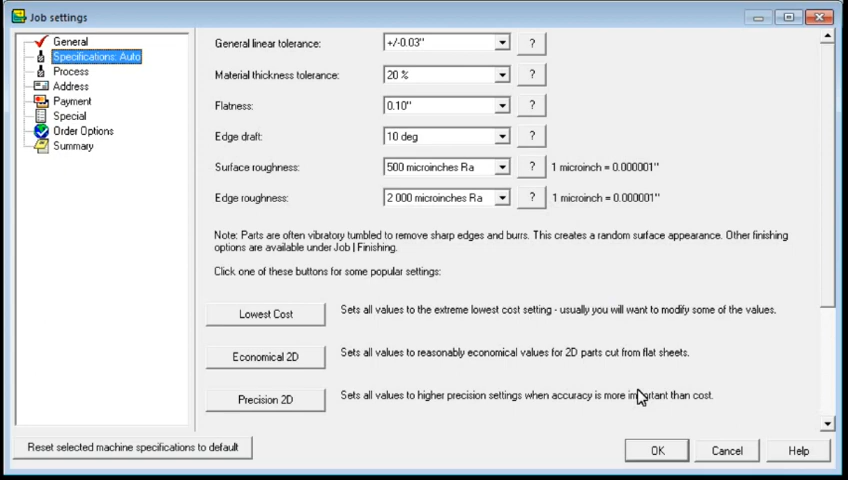 Job settings
General
Specifications: Auto
Process
Address
Payment
Special
Order Options
Summary
General linear tolerance:
+/-0.03"
?
Material thickness tolerance:
20 %
?
Flatness:
0.10"
?
Edge draft:
10 deg
?
Surface roughness:
500 microinches Ra
?
1 microinch = 0.000001"
Edge roughness:
2 000 microinches Ra
?
1 microinch = 0.000001"
Note: Parts are often vibratory tumbled to remove sharp edges and burrs. This creates a random surface appearance. Other finishing
options are available under Job | Finishing.
Click one of these buttons for some popular settings:
Lowest Cost
Sets all values to the extreme lowest cost setting - usually you will want to modify some of the values.
Economical 2D
Sets all values to reasonably economical values for 2D parts cut from flat sheets.
Precision 2D
Sets all values to higher precision settings when accuracy is more important than cost.
Reset selected machine specifications to default
OK
Cancel
Help